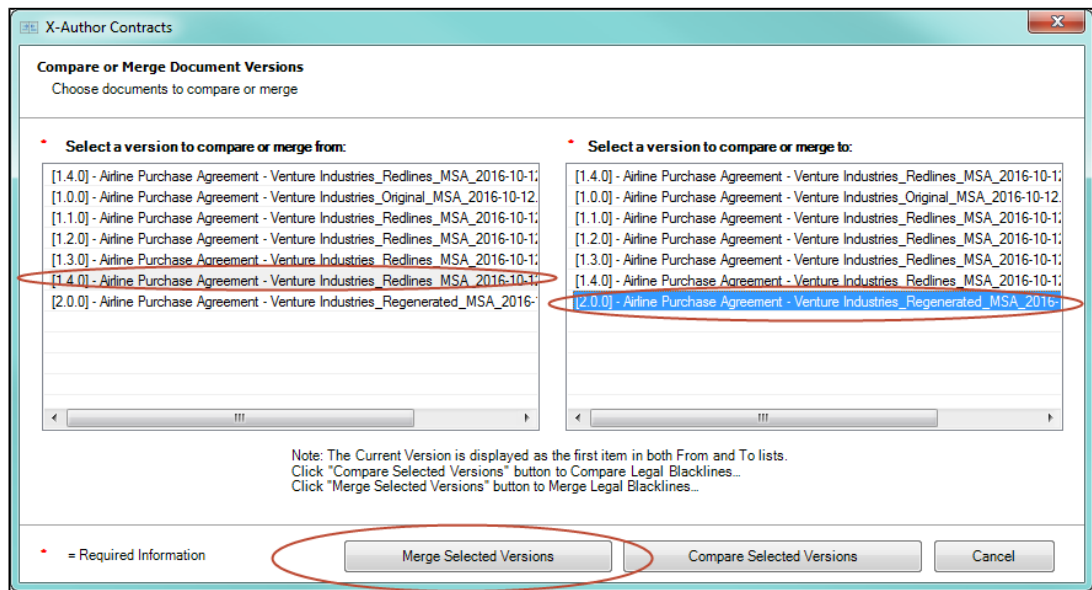 X-Author Contracts
Compare or Merge Document Versions
Choose documents to compare or merge
* Select a version to compare or merge from:
[1.4.0] - Airline Purchase Agreement - Venture Industries_Redlines_MSA_2016-10-12
[1.0.0] - Airline Purchase Agreement - Venture Industries_Original_MSA_2016-10-12.
[1.1.0] - Airline Purchase Agreement - Venture Industries_Redlines_MSA_2016-10-12
[1.2.0] - Airline Purchase Agreement - Venture Industries_Redlines_MSA_2016-10-12
[1.3.0] - Airline Purchase Agreement - Venture Industries_Redlines_MSA_2016-10-12
[1.4.0] - Airline Purchase Agreement - Venture Industries_Redlines_MSA_2016-10-12
[2.0.0] - Airline Purchase Agreement - Venture Industries_Regenerated_MSA_2016-
* Select a version to compare or merge to:
[1.4.0] - Airline Purchase Agreement - Venture Industries_Redlines_MSA_2016-10-12
[1.0.0] - Airline Purchase Agreement - Venture Industries_Original_MSA_2016-10-12.
[1.1.0] - Airline Purchase Agreement - Venture Industries_Redlines_MSA_2016-10-12
[1.2.0] - Airline Purchase Agreement - Venture Industries_Redlines_MSA_2016-10-12
[1.3.0] - Airline Purchase Agreement - Venture Industries_Redlines_MSA_2016-10-12
[1.4.0] - Airline Purchase Agreement - Venture Industries_Redlines_MSA_2016-10-12
[2.0.0] - Airline Purchase Agreement - Venture Industries_Regenerated_MSA_2016-
Note: The Current Version is displayed as the first item in both From and To lists.
Click "Compare Selected Versions" button to Compare Legal Blacklines...
Click "Merge Selected Versions" button to Merge Legal Blacklines...
* = Required Information
Merge Selected Versions
Compare Selected Versions
Cancel